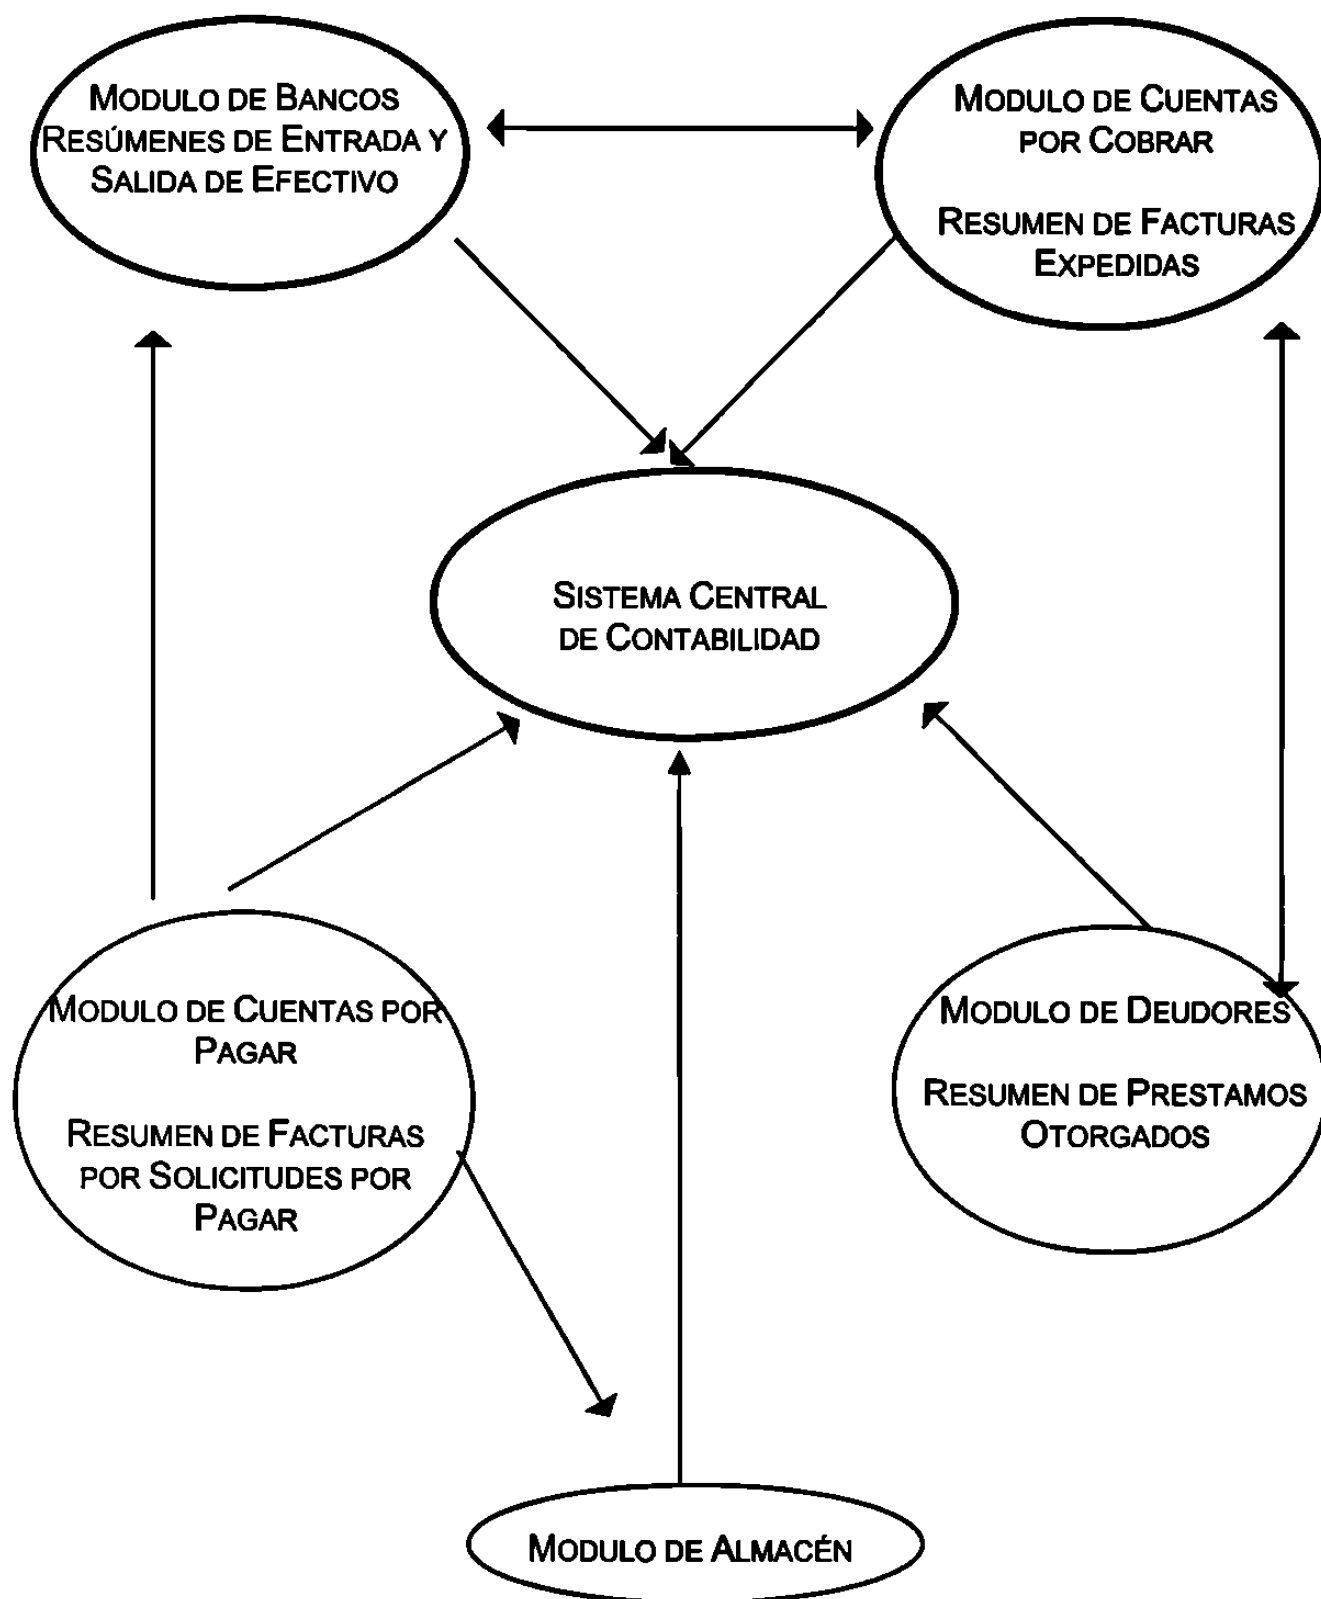 MODULO DE BANCOS
RESÚMENES DE ENTRADA Y
SALIDA DE EFECTIVO
MODULO DE CUENTAS
POR COBRAR
RESUMEN DE FACTURAS
EXPEDIDAS
SISTEMA CENTRAL
DE CONTABILIDAD
MODULO DE CUENTAS POR
PAGAR
RESUMEN DE FACTURAS
POR SOLICITUDES POR
PAGAR
MODULO DE DEUDORES
RESUMEN DE PRESTAMOS
OTORGADOS
MODULO DE ALMACÉN